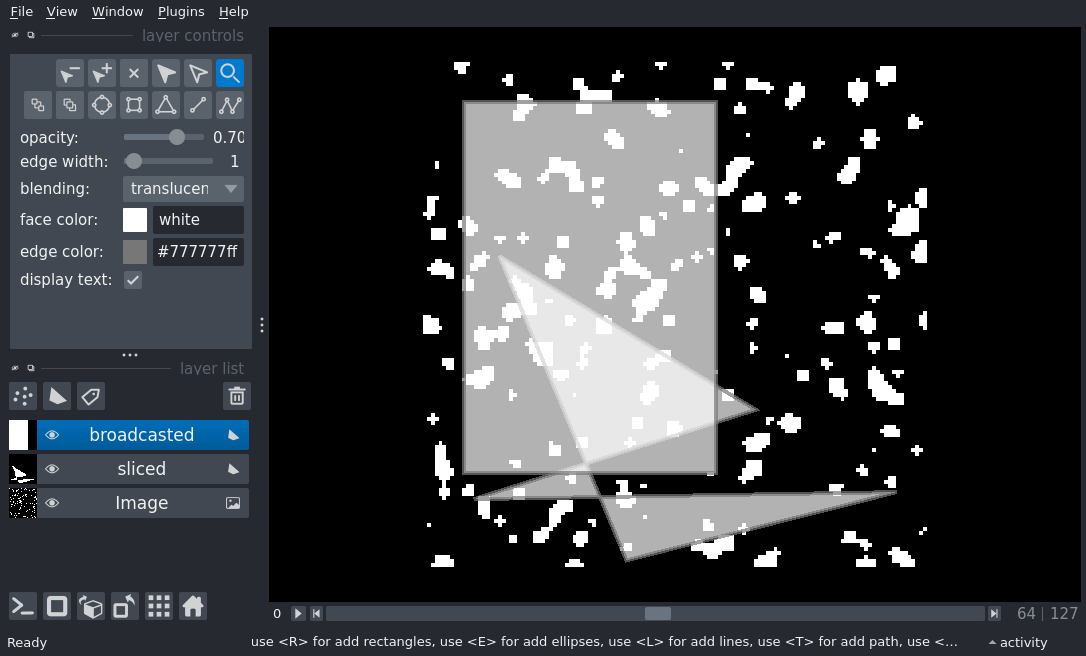 File View Window Plugins Help
layer controls
opacity: 0.70
edge width: 1
blending: translucen
face color: white
edge color: #777777ff
display text:
layer list
broadcasted
sliced
Image
0 64 127
Ready use <R> for add rectangles, use <E> for add ellipses, use <L> for add lines, use <T> for add path, use <... activity